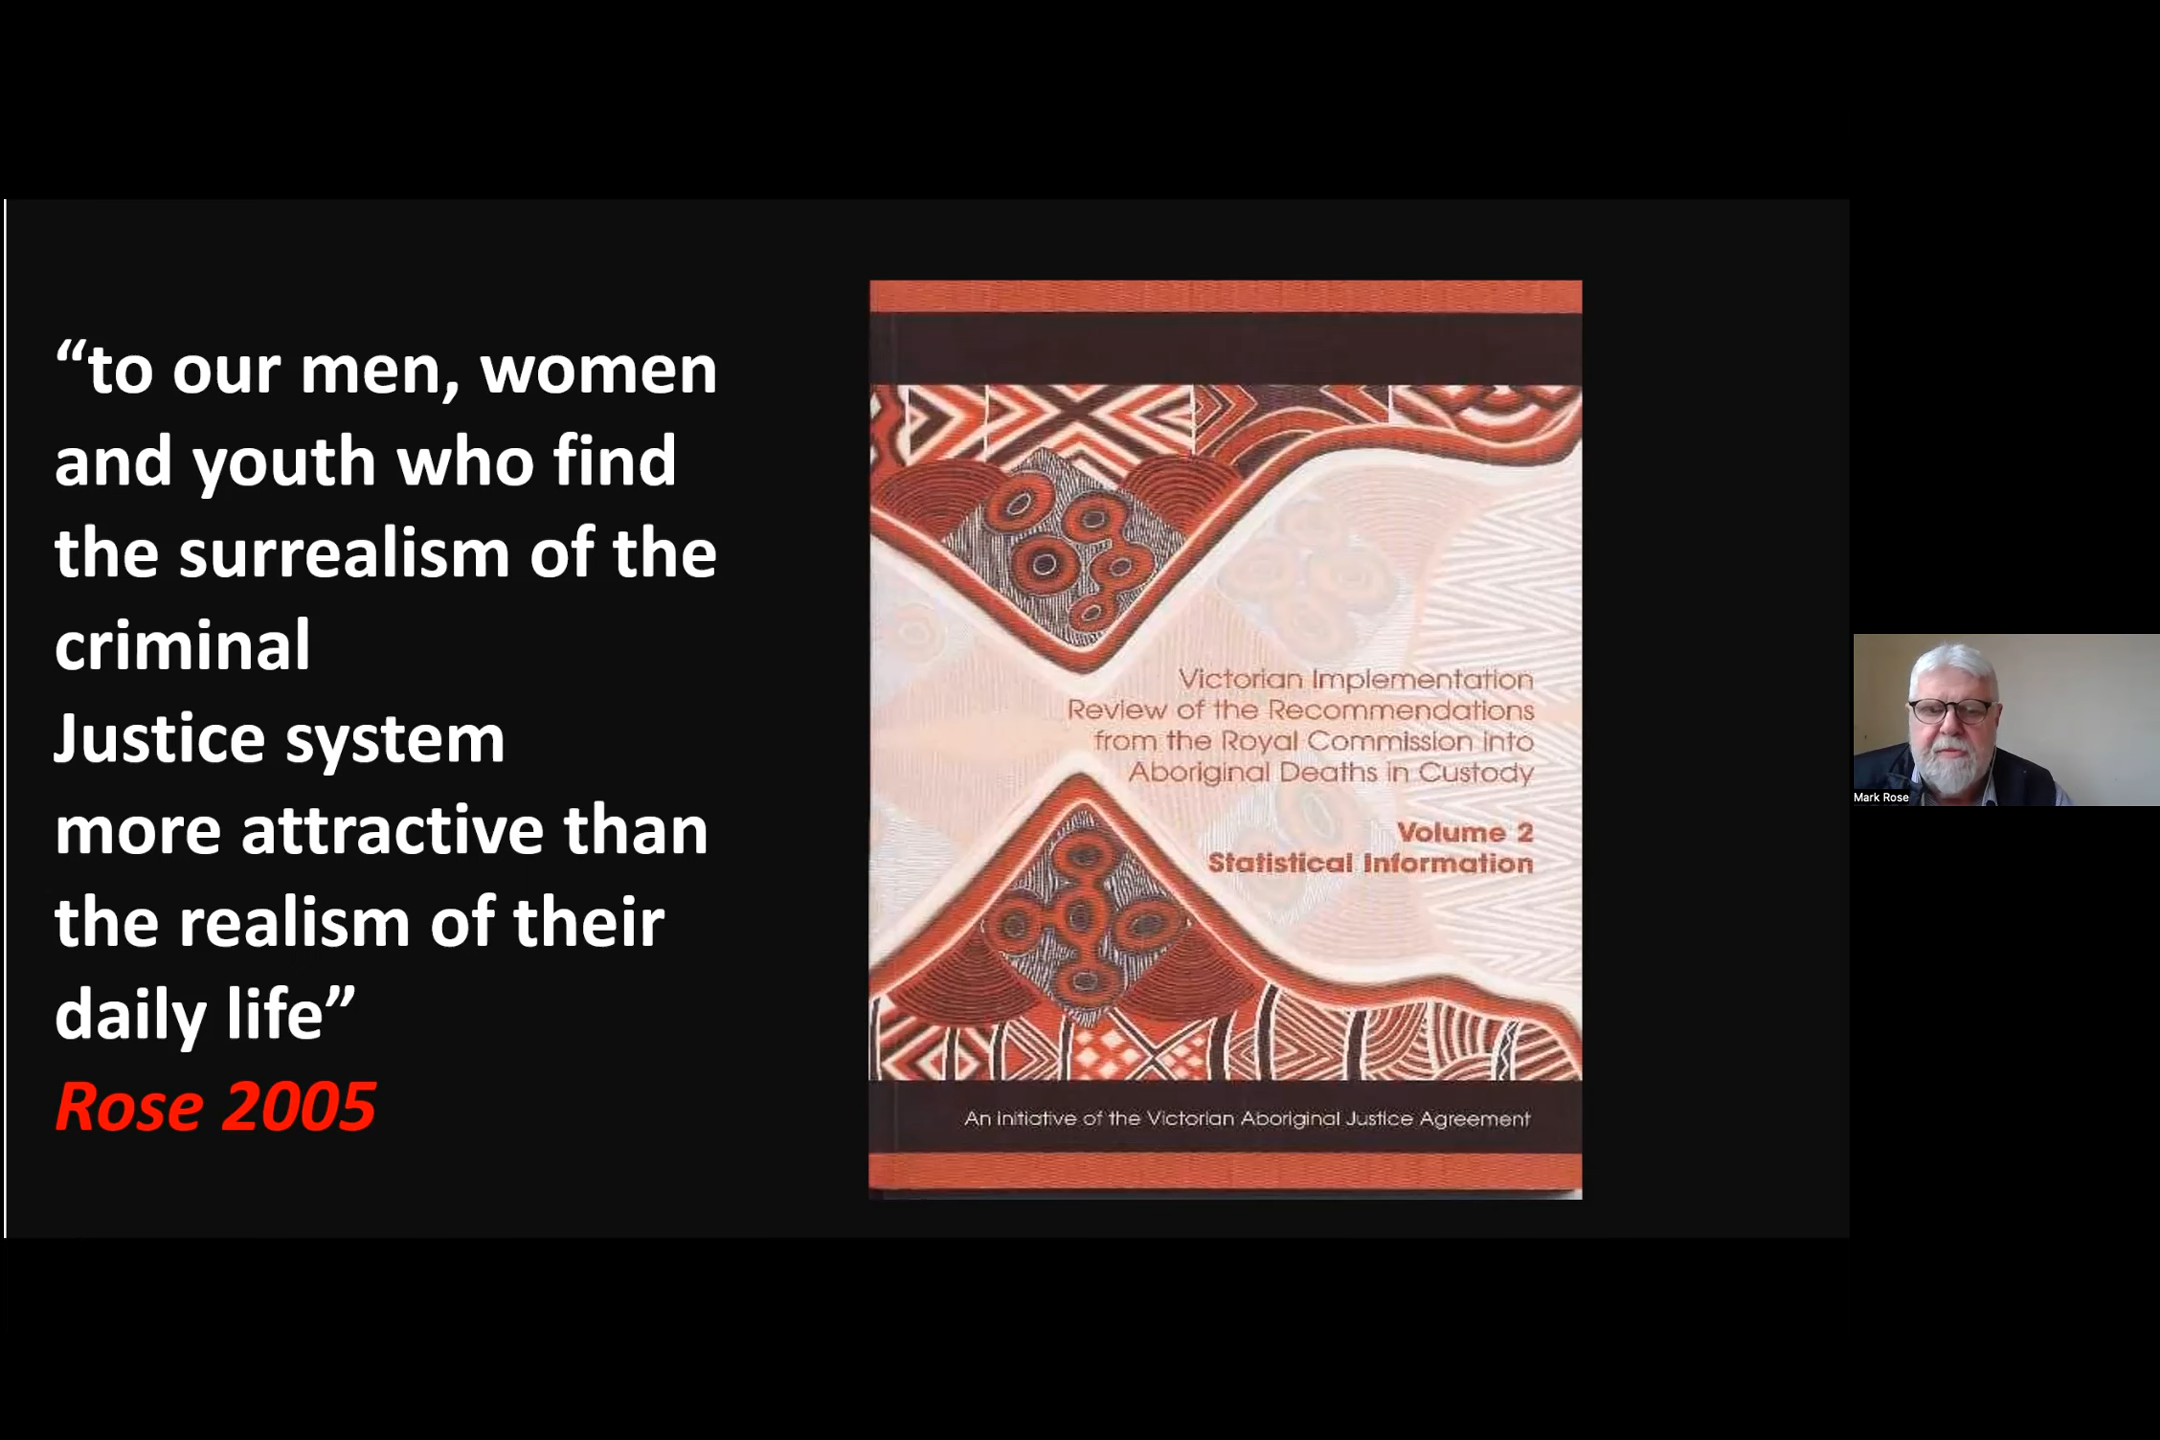 “to our men, women
and youth who find
the surrealism of the
criminal
Justice system
more attractive than
the realism of their
daily life”
Rose 2005
Victorian Implementation
Review of the Recommendations
from the Royal Commission into
Aboriginal Deaths in Custody
Volume 2
Statistical Information
An initiative of the Victorian Aboriginal Justice Agreement
Mark Rose